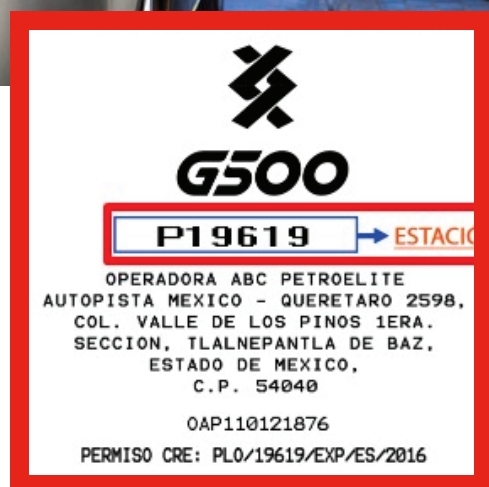 G500
P19619 ESTACIO
OPERADORA ABC PETROELITE
AUTOPISTA MEXICO - QUERETARO 2598,
COL. VALLE DE LOS PINOS 1ERA.
SECCION, TLALNEPANTLA DE BAZ,
ESTADO DE MEXICO,
C.P. 54040
OAP110121876
PERMISO CRE: PL0/19619/EXP/ES/2016